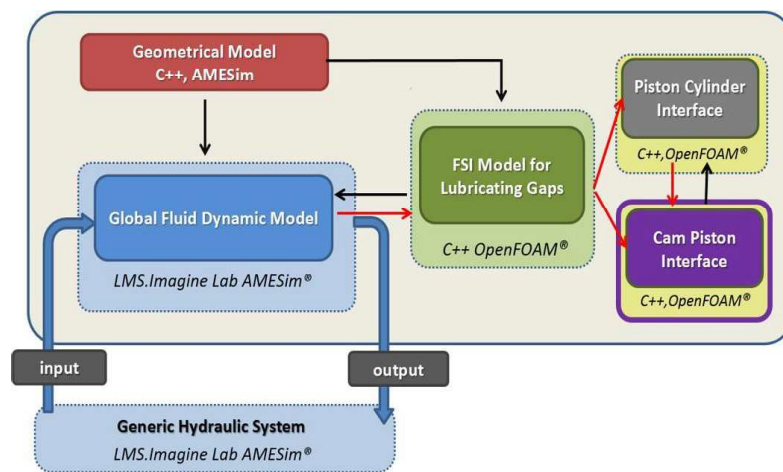 Geometrical Model
C++, AMESim
Piston Cylinder
Interface
C++,OpenFOAM®
FSI Model for
Lubricating Gaps
C++ OpenFOAM®
Global Fluid Dynamic Model
LMS.Imagine Lab AMESim®
Cam Piston
Interface
C++,OpenFOAM®
input
output
Generic Hydraulic System
LMS.Imagine Lab AMESim®